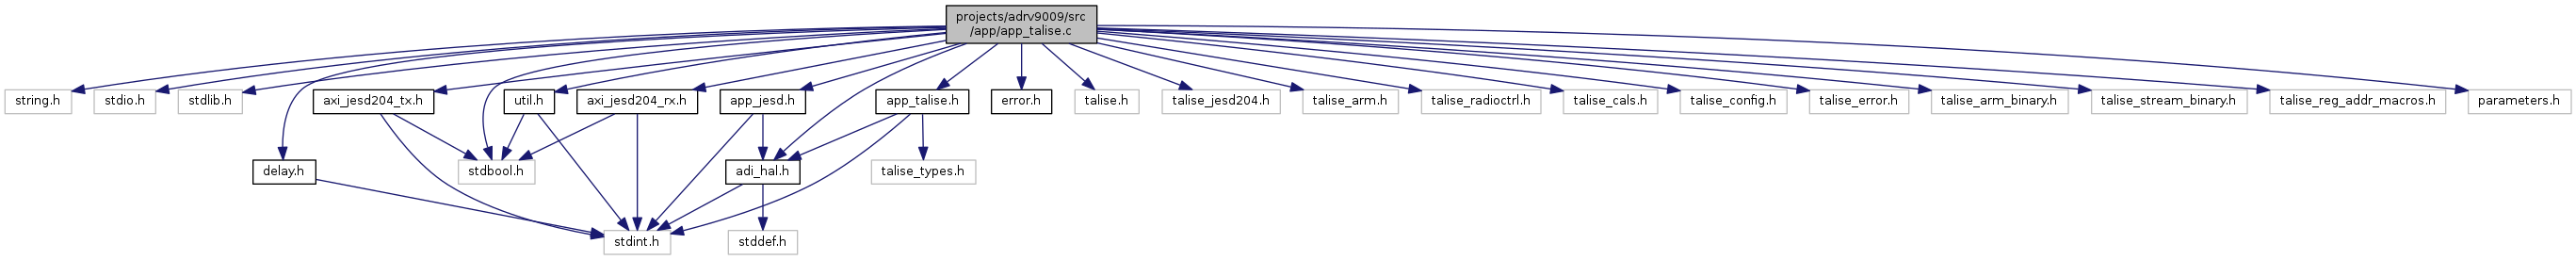 projects/adrv9009/src
/app/app_talise.c
string.h
stdio.h
stdlib.h
axi_jesd204_tx.h
util.h
axi_jesd204_rx.h
app_jesd.h
app_talise.h
error.h
talise.h
talise_jesd204.h
talise_arm.h
talise_radioctrl.h
talise_cals.h
talise_config.h
talise_error.h
talise_arm_binary.h
talise_stream_binary.h
talise_reg_addr_macros.h
parameters.h
delay.h
stdbool.h
adi_hal.h
talise_types.h
stdint.h
stddef.h